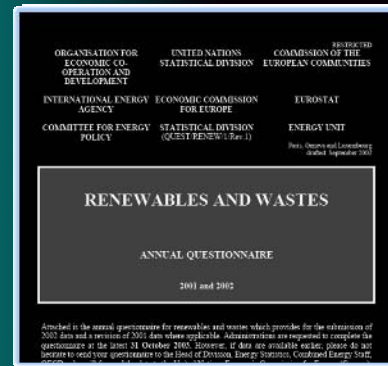 RESTRICTED
ORGANISATION FOR ECONOMIC CO-OPERATION AND DEVELOPMENT
UNITED NATIONS STATISTICAL DIVISION
COMMISSION OF THE EUROPEAN COMMUNITIES
INTERNATIONAL ENERGY AGENCY
ECONOMIC COMMISSION FOR EUROPE
EUROSTAT
COMMITTEE FOR ENERGY POLICY
STATISTICAL DIVISION
(QUEST/RENEW/1/Rev.1)
ENERGY UNIT
Paris, Geneva and Luxembourg
drafted: September
RENEWABLES AND WASTES
ANNUAL QUESTIONNAIRE
2001 and 2002
Attached is the annual questionnaire for renewables and wastes which provides for the submission of
2002 data and a revision of 2001 data where applicable. Administrations are requested to complete the
questionnaire at the latest 31 October 2003. However, if data are available earlier, please do not
hesitate to send your questionnaire to the Head of Division, Energy Statistics, Combined Energy Staff,